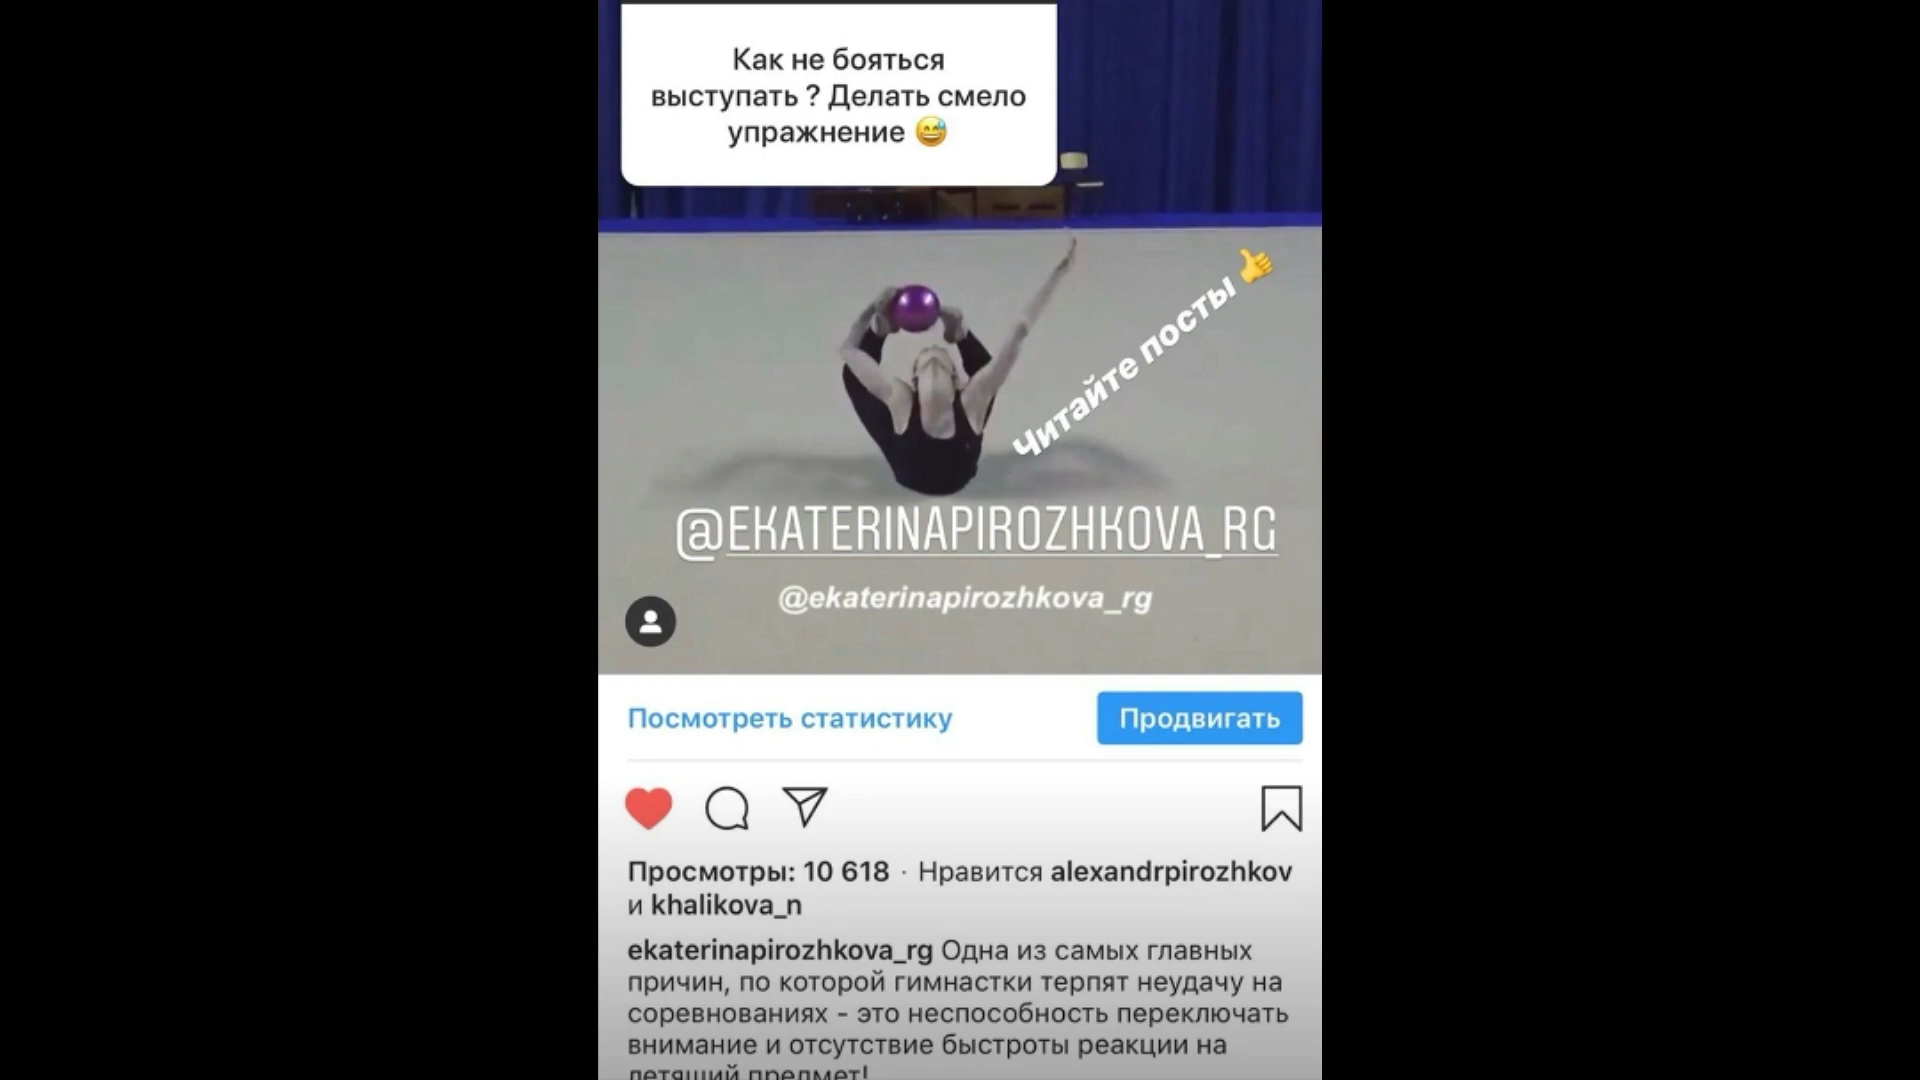 Как не бояться
выступать ? Делать смело
упражнение 😅
Читайте посты 👍
@EKATERINAPIROZHKOVA_RG
@ekaterinapirozhkova_rg
Посмотреть статистику
Продвигать
Просмотры: 10 618 · Нравится alexandrpirozhkov
и khalikova_n
ekaterinapirozhkova_rg Одна из самых главных
причин, по которой гимнастки терпят неудачу на
соревнованиях - это неспособность переключать
внимание и отсутствие быстроты реакции на
летящий предмет!